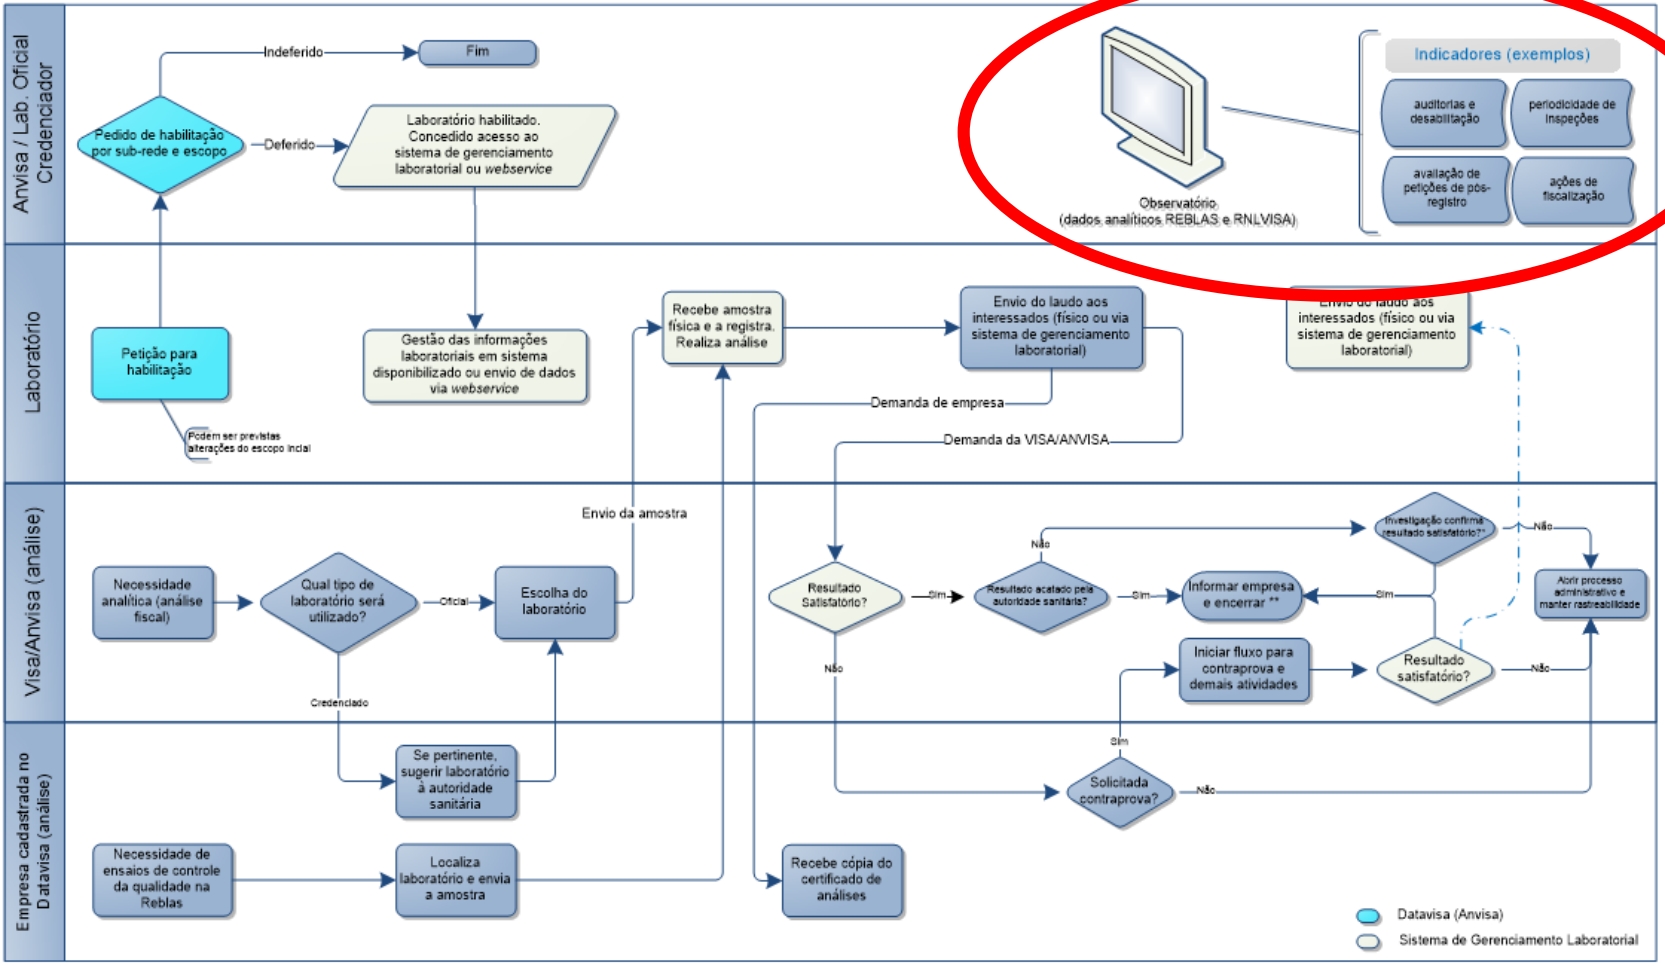 Anvisa / Lab. Oficial
Credenciador
Indeferido
Fim
Pedido de habilitação
por sub-rede e escopo
Deferido
Laboratório habilitado.
Concedido acesso ao
sistema de gerenciamento
laboratorial ou webservice
Observatório
(dados analíticos REBLAS e RNLVISA)
Indicadores (exemplos)
auditorias e
desabilitação
periodicidade de
inspeções
avaliação de
petições de pós-
registro
ações de
fiscalização
Laboratório
Petição para
habilitação
Podem ser previstas
alterações do escopo incial
Gestão das informações
laboratoriais em sistema
disponibilizado ou envio de dados
via webservice
Recebe amostra
física e a registra.
Realiza análise
Envio do laudo aos
interessados (físico ou via
sistema de gerenciamento
laboratorial)
Envio do laudo aos
interessados (físico ou via
sistema de gerenciamento
laboratorial)
Demanda de empresa
Demanda da VISA/ANVISA
Visa/Anvisa (análise)
Envio da amostra
Necessidade
analítica (análise
fiscal)
Qual tipo de
laboratório será
utilizado?
Oficial
Escolha do
laboratório
Credenciado
Resultado
Satisfatório?
Sim
Não
Resultado acatado pela
autoridade sanitária?
Não
Sim
Investigação confirma
resultado satisfatório?*
Não
Informar empresa
e encerrar **
Sim
Abrir processo
administrativo e
manter rastreabilidade
Iniciar fluxo para
contraprova e
demais atividades
Resultado
satisfatório?
Não
Empresa cadastrada no
Datavisa (análise)
Se pertinente,
sugerir laboratório
à autoridade
sanitária
Sim
Solicitada
contraprova?
Não
Necessidade de
ensaios de controle
da qualidade na
Reblas
Localiza
laboratório e envia
a amostra
Recebe cópia do
certificado de
análises
Datavisa (Anvisa)
Sistema de Gerenciamento Laboratorial